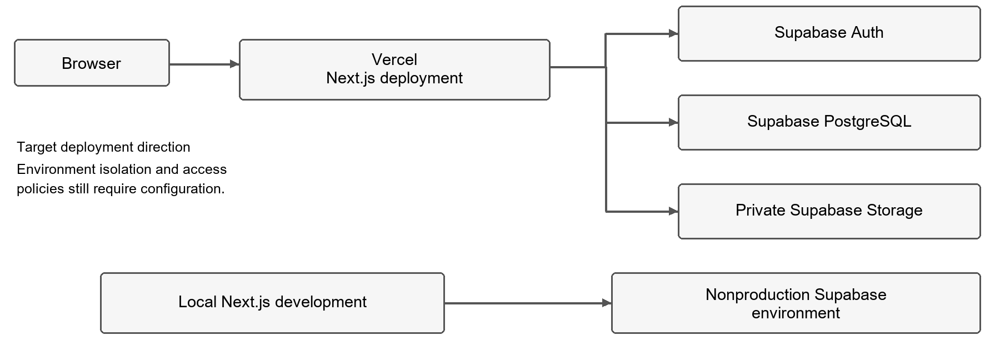 Browser
Vercel
Next.js deployment
Supabase Auth
Supabase PostgreSQL
Private Supabase Storage
Target deployment direction
Environment isolation and access
policies still require configuration.
Local Next.js development
Nonproduction Supabase
environment